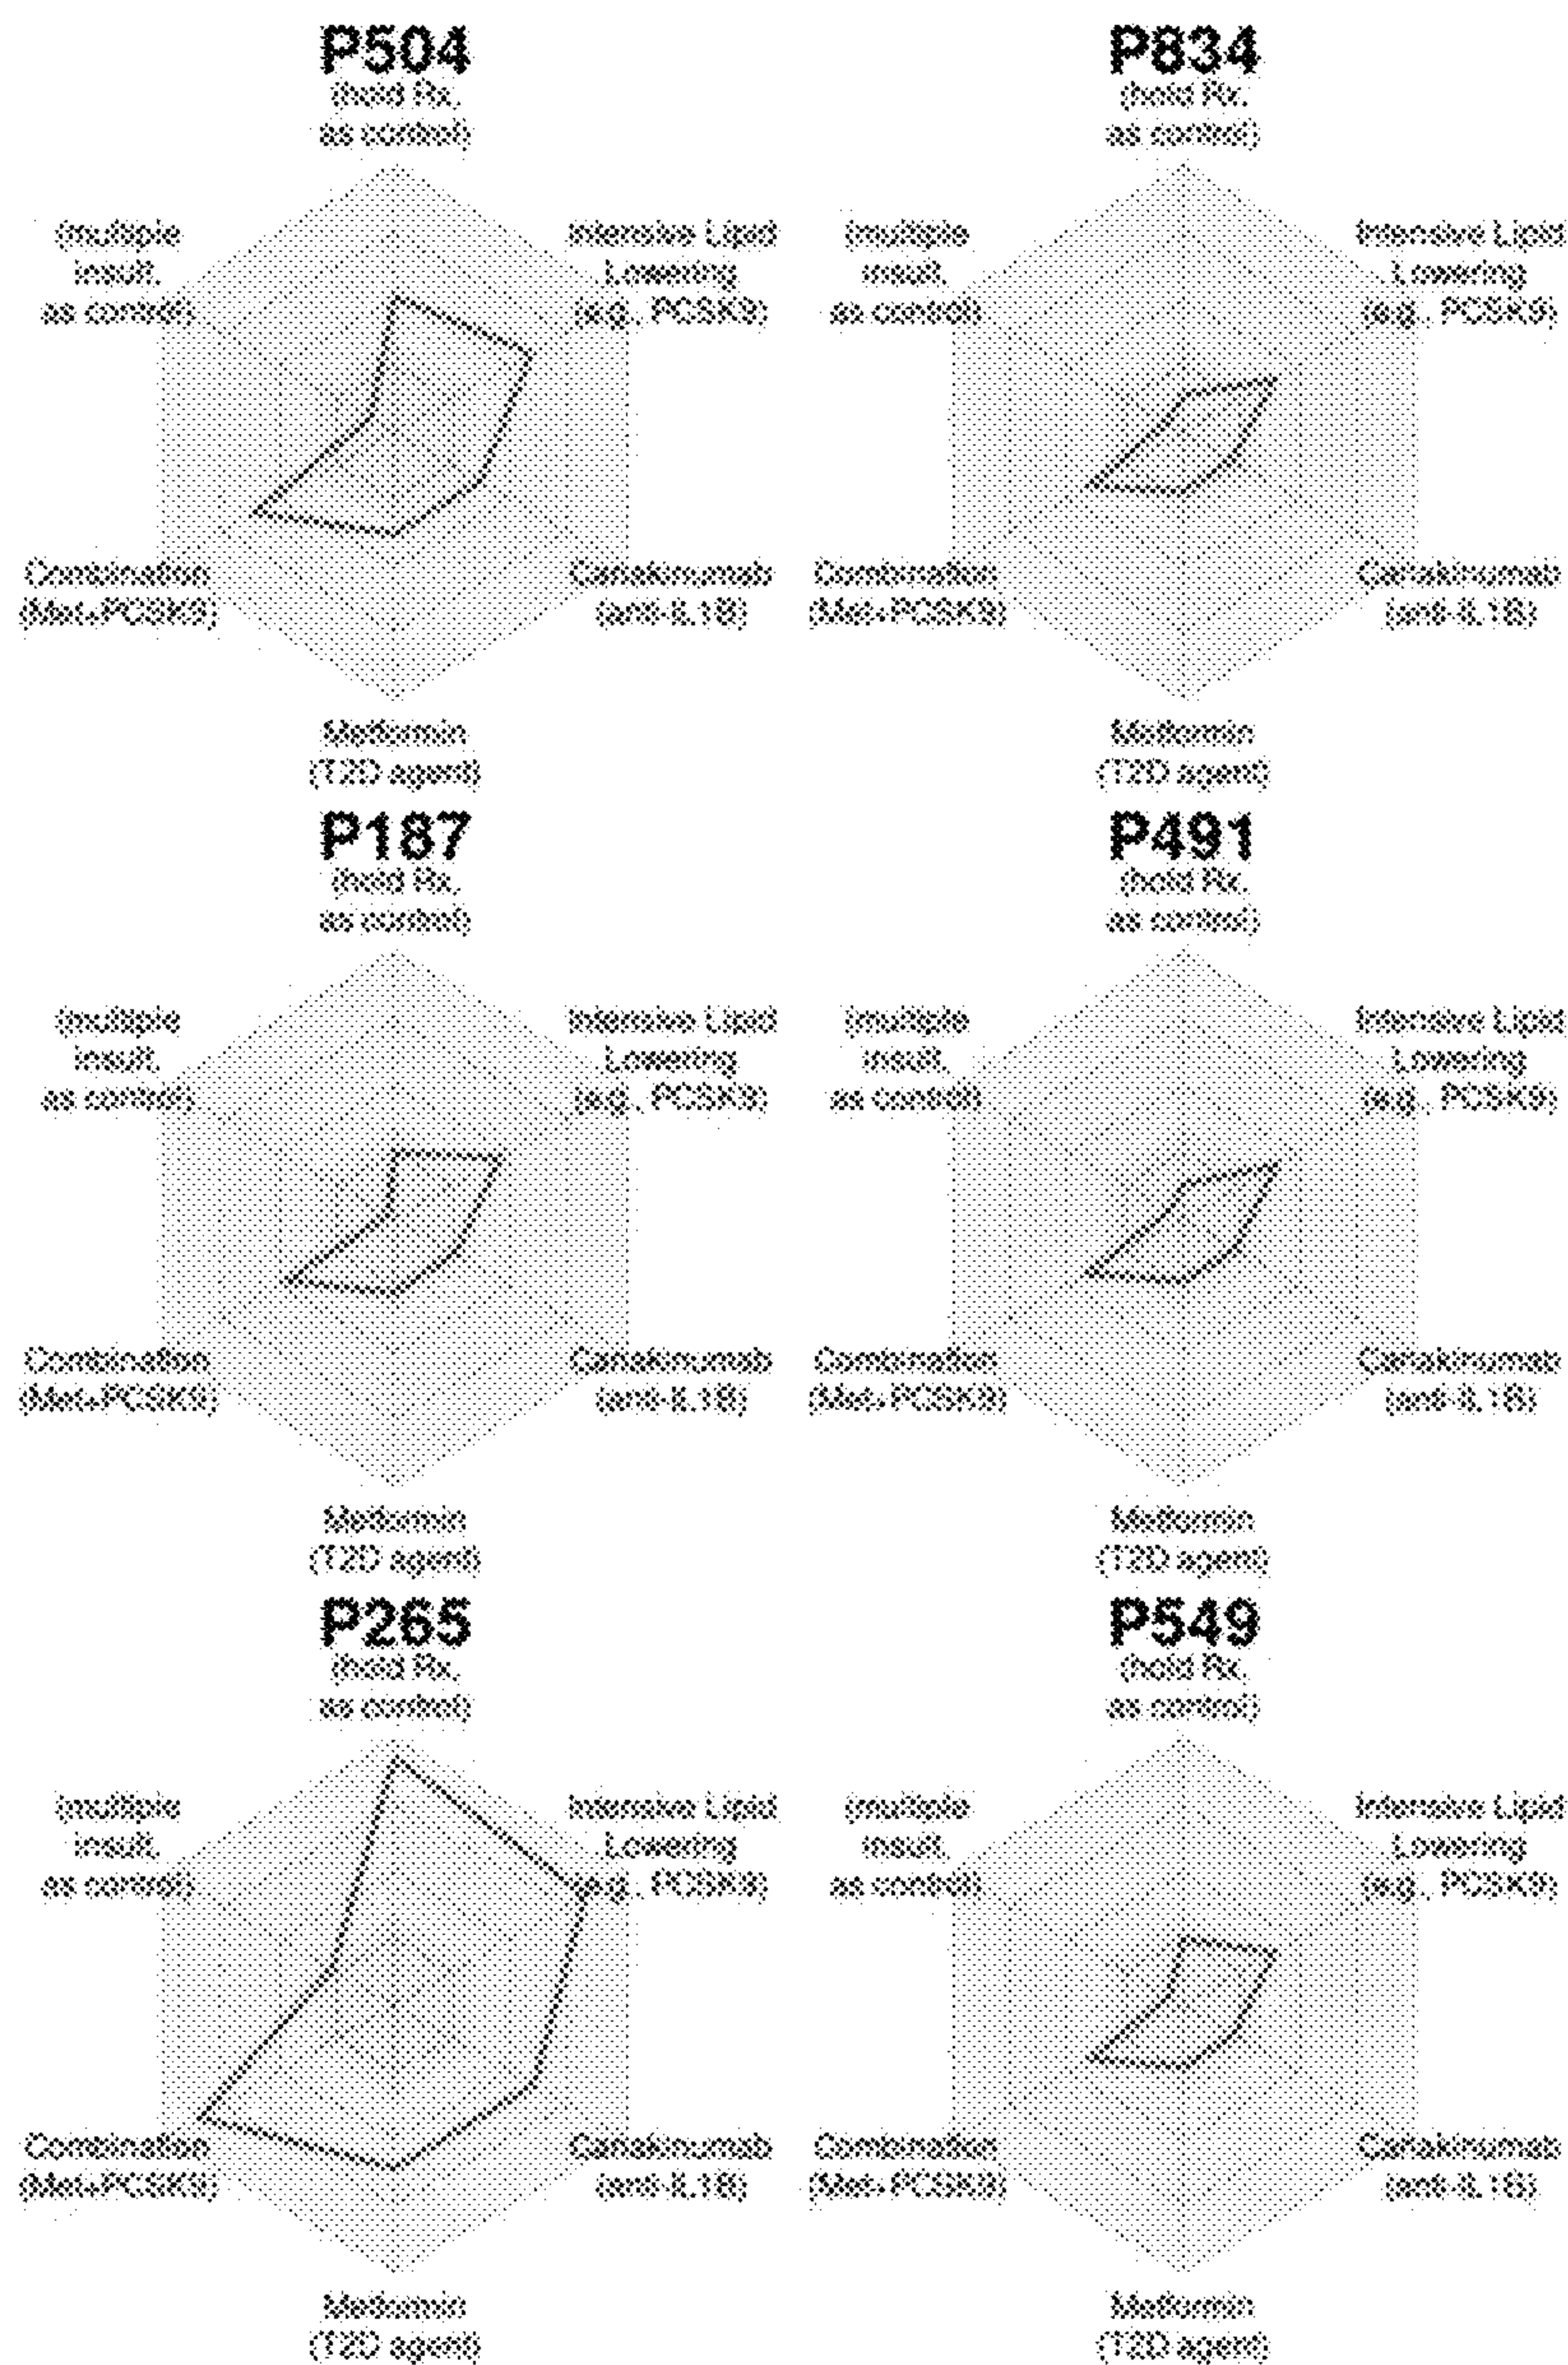 P504
(hold Rx,
as control)
(multiple
insult,
as control)
Intensive Lipid
Lowering
(e.g., PCSK9)
Combination
(Met+PCSK9)
Canakinumab
(anti-IL1B)
Metformin
(T2D agent)
P834
(hold Rx,
as control)
(multiple
insult,
as control)
Intensive Lipid
Lowering
(e.g., PCSK9)
Combination
(Met+PCSK9)
Canakinumab
(anti-IL1B)
Metformin
(T2D agent)
P187
(hold Rx,
as control)
(multiple
insult,
as control)
Intensive Lipid
Lowering
(e.g., PCSK9)
Combination
(Met+PCSK9)
Canakinumab
(anti-IL1B)
Metformin
(T2D agent)
P491
(hold Rx,
as control)
(multiple
insult,
as control)
Intensive Lipid
Lowering
(e.g., PCSK9)
Combination
(Met+PCSK9)
Canakinumab
(anti-IL1B)
Metformin
(T2D agent)
P265
(hold Rx,
as control)
(multiple
insult,
as control)
Intensive Lipid
Lowering
(e.g., PCSK9)
Combination
(Met+PCSK9)
Canakinumab
(anti-IL1B)
Metformin
(T2D agent)
P549
(hold Rx,
as control)
(multiple
insult,
as control)
Intensive Lipid
Lowering
(e.g., PCSK9)
Combination
(Met+PCSK9)
Canakinumab
(anti-IL1B)
Metformin
(T2D agent)